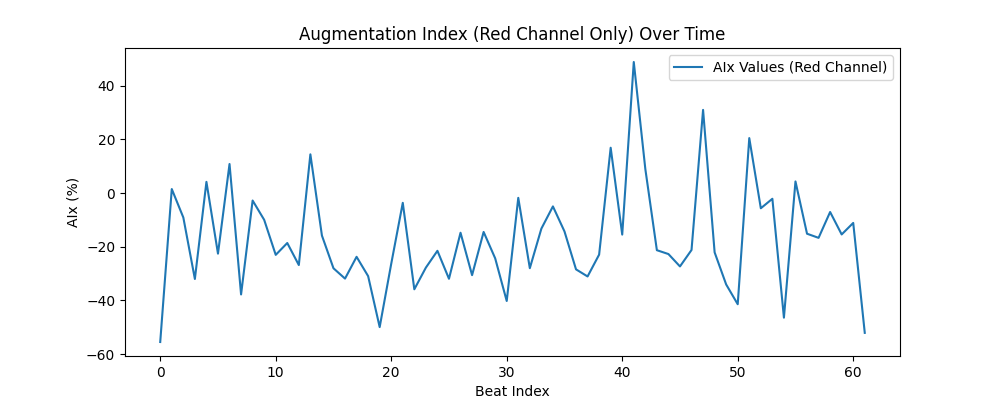 Augmentation Index (Red Channel Only) Over Time
AIx Values (Red Channel)
AIx (%)
40
20
0
−20
−40
−60
0 10 20 30 40 50 60
Beat Index